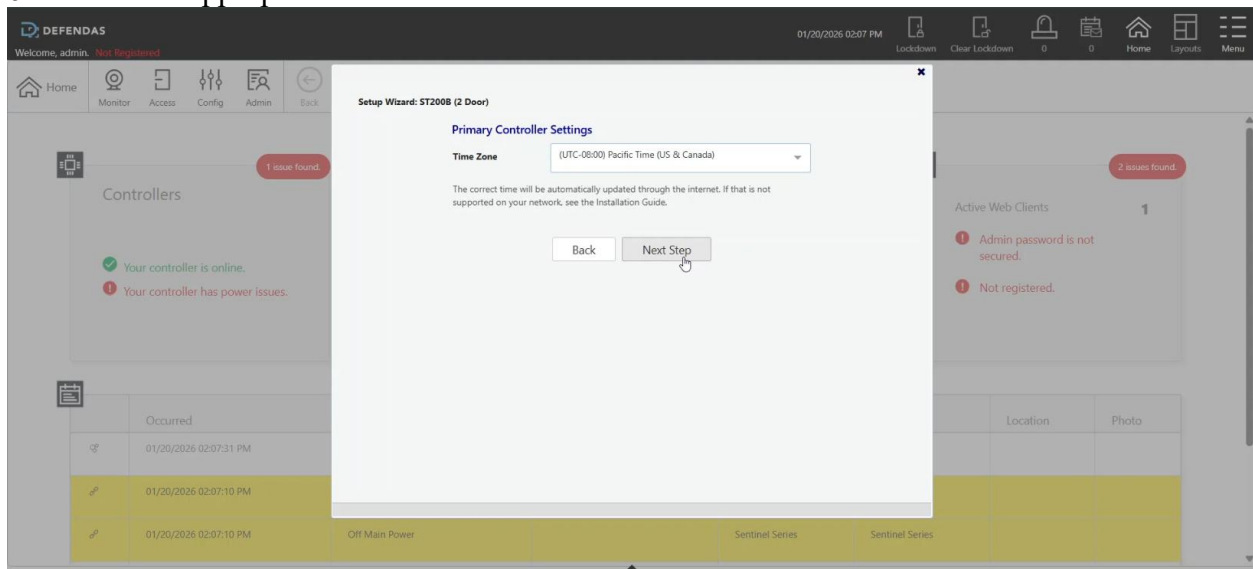 DEFENDAS
Welcome, admin. Not Registered
01/20/2026 02:07 PM
Lockdown
Clear Lockdown
0
0
Home
Layouts
Menu
Home
Monitor
Access
Config
Admin
Back
Setup Wizard: ST200B (2 Door)
Primary Controller Settings
Time Zone
(UTC-08:00) Pacific Time (US & Canada)
The correct time will be automatically updated through the internet. If that is not
supported on your network, see the Installation Guide.
Back
Next Step
1 issue found.
Controllers
Your controller is online.
Your controller has power issues.
2 issues found.
Active Web Clients 1
Admin password is not
secured.
Not registered.
Occurred
Location
Photo
01/20/2026 02:07:31 PM
01/20/2026 02:07:10 PM
01/20/2026 02:07:10 PM Off Main Power Sentinel Series Sentinel Series